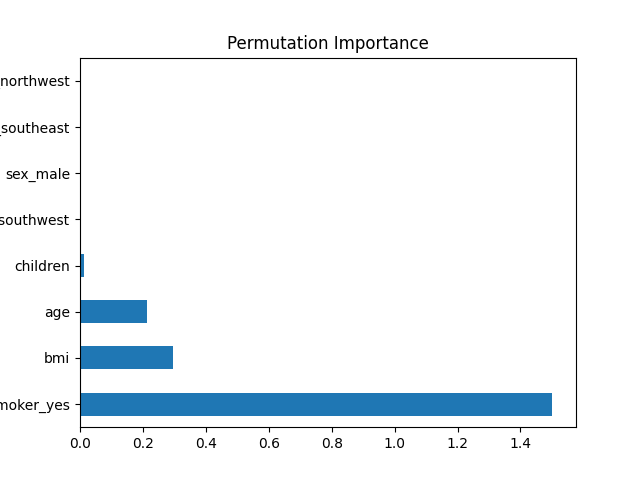 Permutation Importance
_northwest
_southeast
sex_male
southwest
children
age
bmi
moker_yes
0.0 0.2 0.4 0.6 0.8 1.0 1.2 1.4